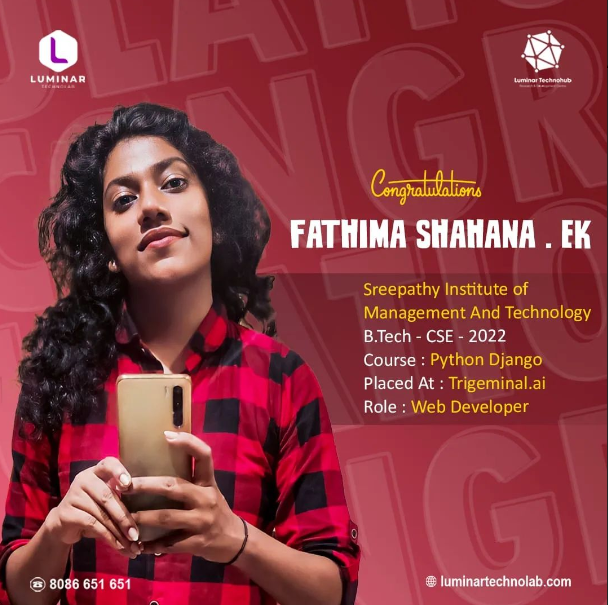 LUMINAR
TECHNOLAB
Luminar Technohub
Congratulations
FATHIMA SHAHANA . EK
Sreepathy Institute of
Management And Technology
B.Tech - CSE - 2022
Course : Python Django
Placed At : Trigeminal.ai
Role : Web Developer
8086 651 651
luminartechnolab.com